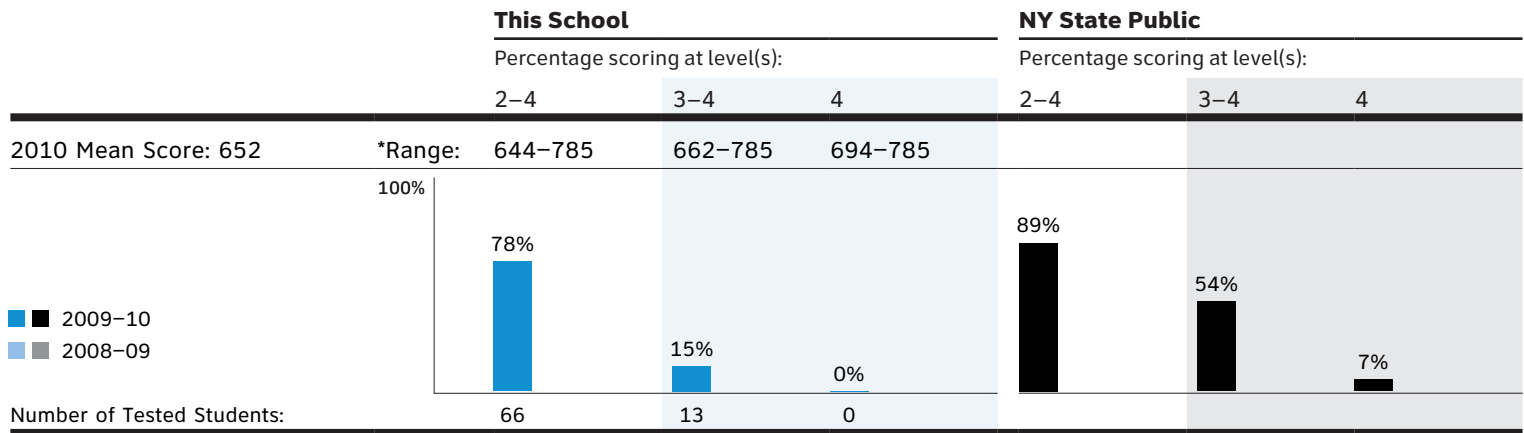 This School NY State Public
Percentage scoring at level(s): Percentage scoring at level(s):
2–4 3–4 4 2–4 3–4 4
2010 Mean Score: 652 *Range: 644–785 662–785 694–785
100%
78% 15% 0% 89% 54% 7%
2009–10
2008–09
Number of Tested Students: 66 13 0